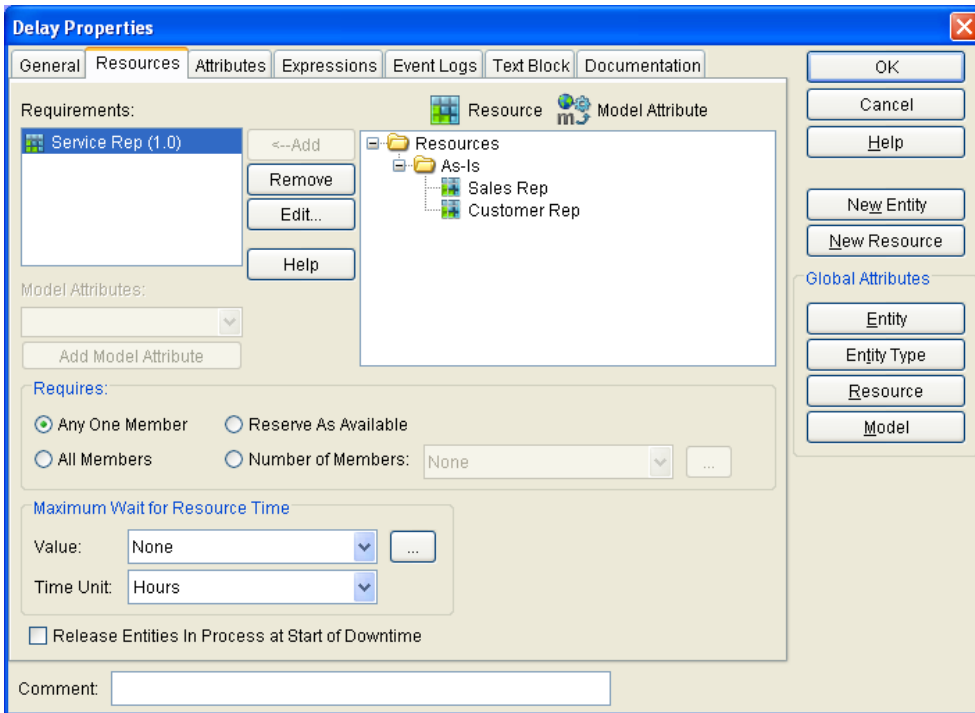 Delay Properties
General Resources Attributes Expressions Event Logs Text Block Documentation
Requirements:
Resource m Model Attribute
Service Rep (1.0)
<--Add
Remove
Edit...
Help
Resources
As-Is
Sales Rep
Customer Rep
Model Attributes:
Add Model Attribute
Requires:
Any One Member Reserve As Available
All Members Number of Members: None ...
Maximum Wait for Resource Time
Value: None ...
Time Unit: Hours
Release Entities In Process at Start of Downtime
Comment:
OK
Cancel
Help
New Entity
New Resource
Global Attributes
Entity
Entity Type
Resource
Model